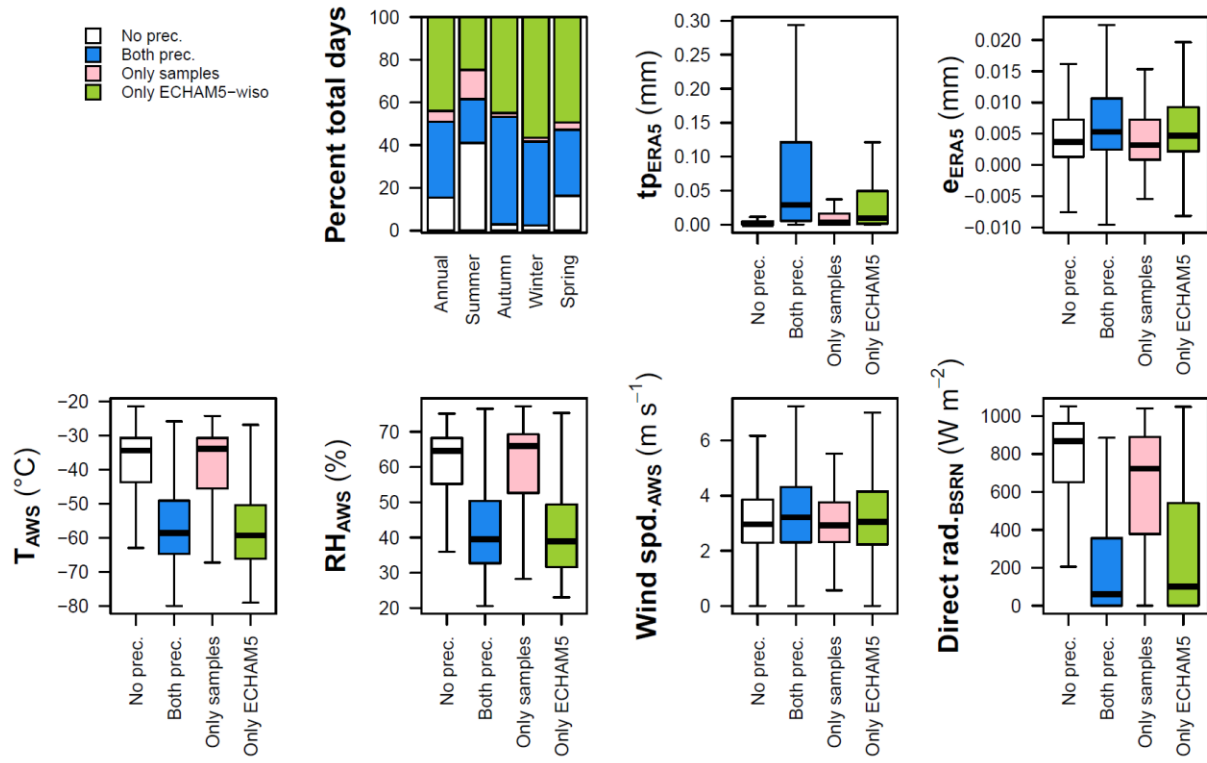 No prec.
Both prec.
Only samples
Only ECHAM5-wiso
Percent total days
100
80
60
40
20
0
Annual
Summer
Autumn
Winter
Spring
tpERA5 (mm)
0.30
0.25
0.20
0.15
0.10
0.05
0.00
No prec.
Both prec.
Only samples
Only ECHAM5
eERA5 (mm)
0.020
0.015
0.010
0.005
0.000
−0.005
−0.010
No prec.
Both prec.
Only samples
Only ECHAM5
TAWS (°C)
−20
−30
−40
−50
−60
−70
−80
No prec.
Both prec.
Only samples
Only ECHAM5
RHAWS (%)
70
60
50
40
30
20
No prec.
Both prec.
Only samples
Only ECHAM5
Wind spd.AWS (m s−1)
6
4
2
0
No prec.
Both prec.
Only samples
Only ECHAM5
Direct rad.BSRN (W m−2)
1000
800
600
400
200
0
No prec.
Both prec.
Only samples
Only ECHAM5